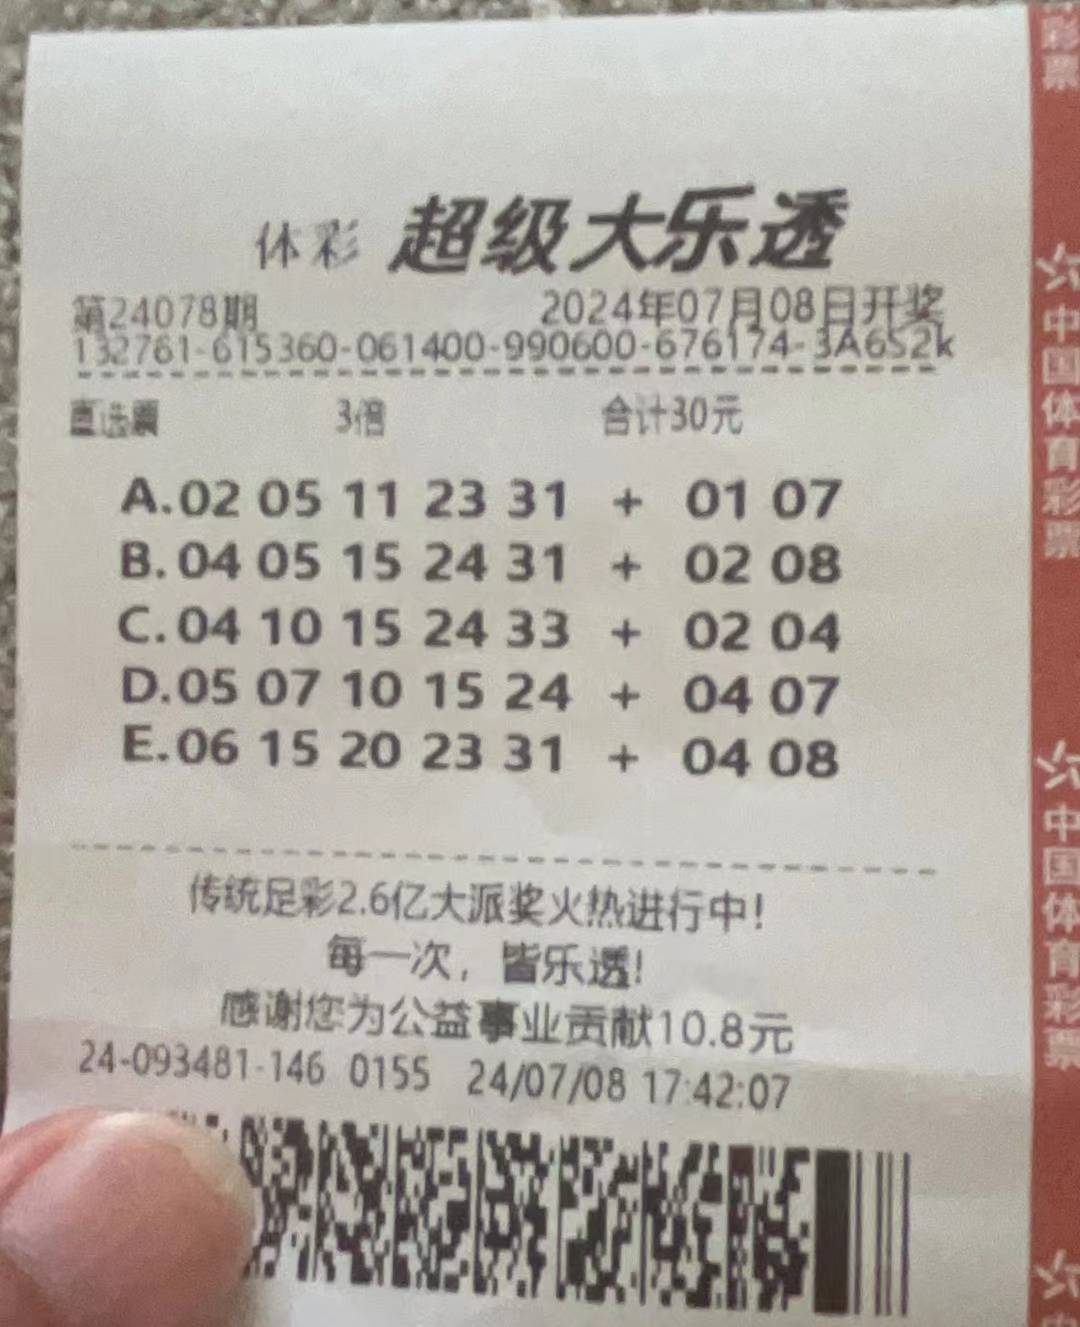 体彩 超级大乐透
第24078期 2024年07月08日开奖
132761-615360-061400-990600-676174-3A6S2k
直选票 3倍 合计30元
A.02 05 11 23 31 + 01 07
B.04 05 15 24 31 + 02 08
C.04 10 15 24 33 + 02 04
D.05 07 10 15 24 + 04 07
E.06 15 20 23 31 + 04 08
传统足彩2.6亿大派奖火热进行中!
每一次，皆乐透!
感谢您为公益事业贡献10.8元
24-093481-146 0155 24/07/08 17:42:07
彩票
中国体育彩票
中国体育彩票
中